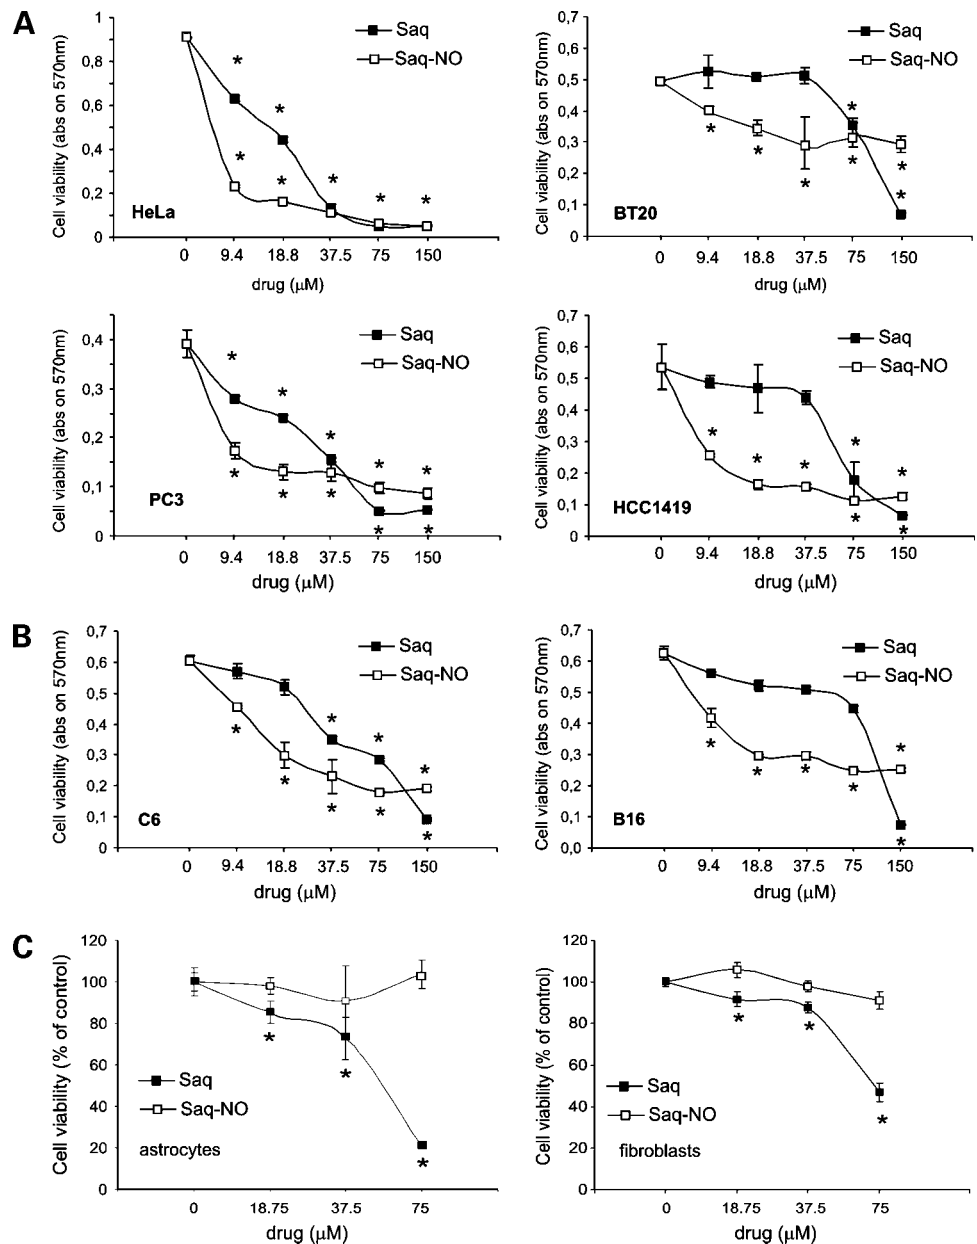 A
Cell viability (abs on 570nm)
1
0,8
0,6
0,4
0,2
0
Saq
Saq-NO
* * * * * * * *
HeLa
0 9.4 18.8 37.5 75 150
drug (µM)
Cell viability (abs on 570nm)
0,7
0,6
0,5
0,4
0,3
0,2
0,1
0
Saq
Saq-NO
* * * * * * *
BT20
0 9.4 18.8 37.5 75 150
drug (µM)
Cell viability (abs on 570nm)
0,4
0,3
0,2
0,1
0
Saq
Saq-NO
* * * * * * * * * *
PC3
0 9.4 18.8 37.5 75 150
drug (µM)
Cell viability (abs on 570nm)
0,7
0,6
0,5
0,4
0,3
0,2
0,1
0
Saq
Saq-NO
* * * * * * *
HCC1419
0 9.4 18.8 37.5 75 150
drug (µM)
B
Cell viability (abs on 570nm)
0,7
0,6
0,5
0,4
0,3
0,2
0,1
0
Saq
Saq-NO
* * * * * * * *
C6
0 9.4 18.8 37.5 75 150
drug (µM)
Cell viability (abs on 570nm)
0,7
0,6
0,5
0,4
0,3
0,2
0,1
0,0
Saq
Saq-NO
* * * * * *
B16
0 9.4 18.8 37.5 75 150
drug (µM)
C
Cell viability (% of control)
120
100
80
60
40
20
0
Saq
Saq-NO
* * *
astrocytes
0 18.75 37.5 75
drug (µM)
Cell viability (% of control)
120
100
80
60
40
20
0
Saq
Saq-NO
* * *
fibroblasts
0 18.75 37.5 75
drug (µM)